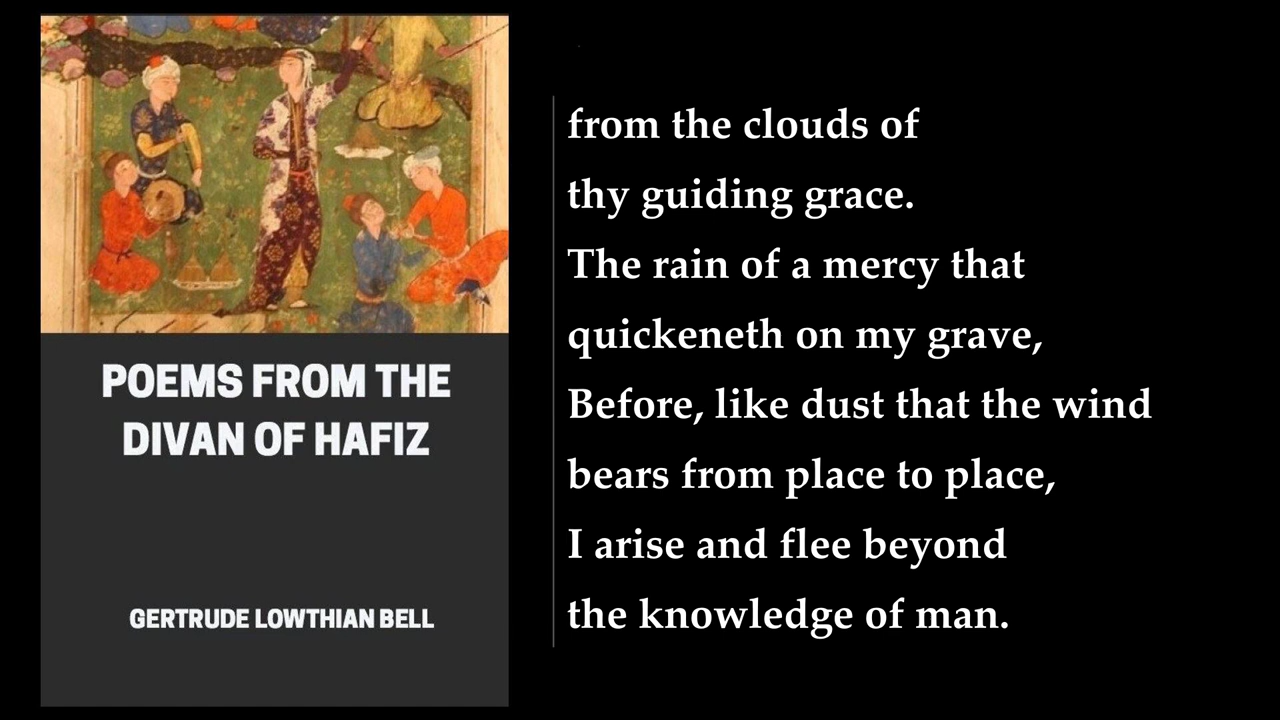 POEMS FROM THE
DIVAN OF HAFIZ
GERTRUDE LOWTHIAN BELL
from the clouds of
thy guiding grace.
The rain of a mercy that
quickeneth on my grave,
Before, like dust that the wind
bears from place to place,
I arise and flee beyond
the knowledge of man.